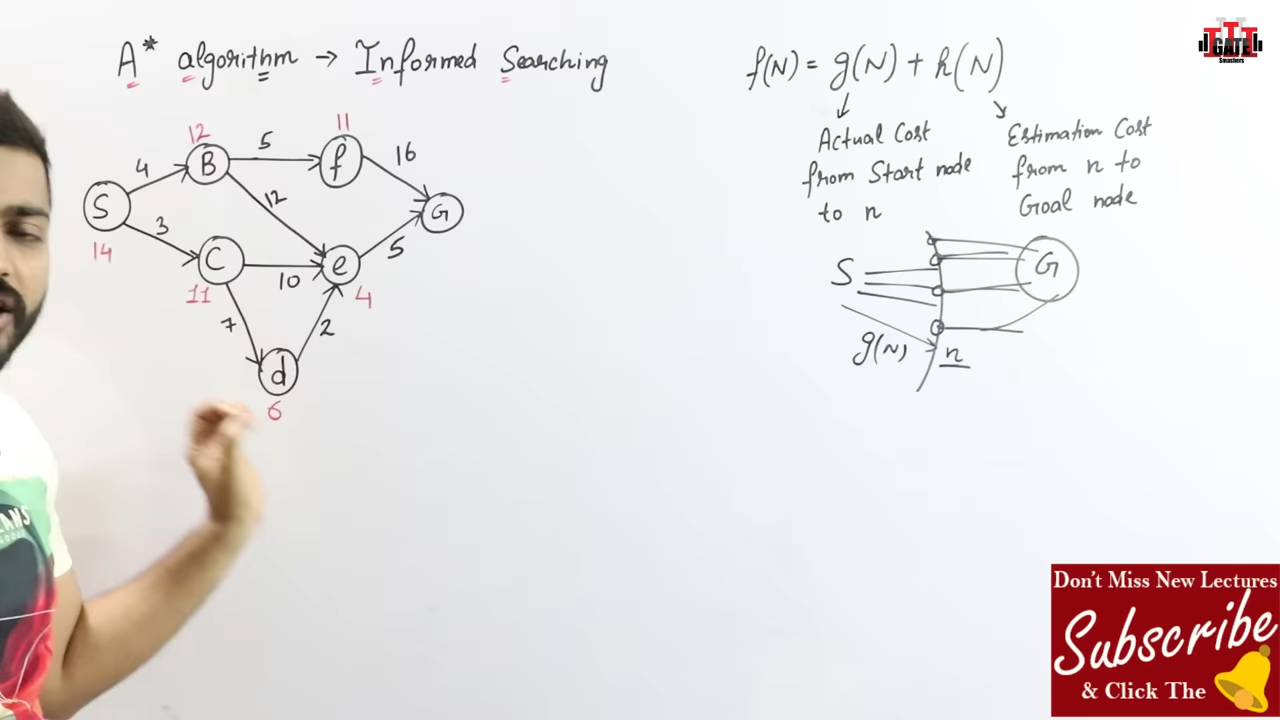 A* algorithm → Informed Searching
f(N) = g(N) + h(N)
Actual Cost
from Start node
to n
Estimation Cost
from n to
Goal node
12
11
B
5
f
16
4
S
12
G
3
14
C
10
e
5
11
4
7
2
d
6
S
G
g(N)
n
GATE
Smashers
Don't Miss New Lectures
Subscribe
& Click The